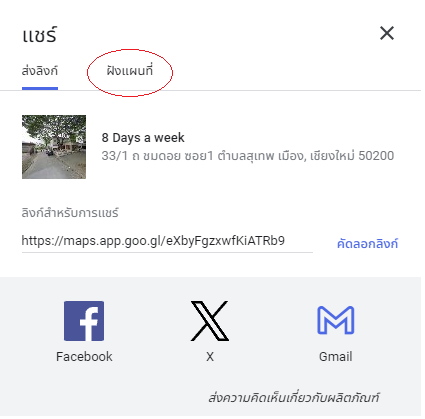 แชร์
ส่งลิงก์ ฝังแผนที่
8 Days a week
33/1 ถ ชมดอย ซอย1 ตำบลสุเทพ เมือง, เชียงใหม่ 50200
ลิงก์สำหรับการแชร์
https://maps.app.goo.gl/eXbyFgzxwfKiATRb9 คัดลอกลิงก์
Facebook X Gmail
ส่งความคิดเห็นเกี่ยวกับผลิตภัณฑ์